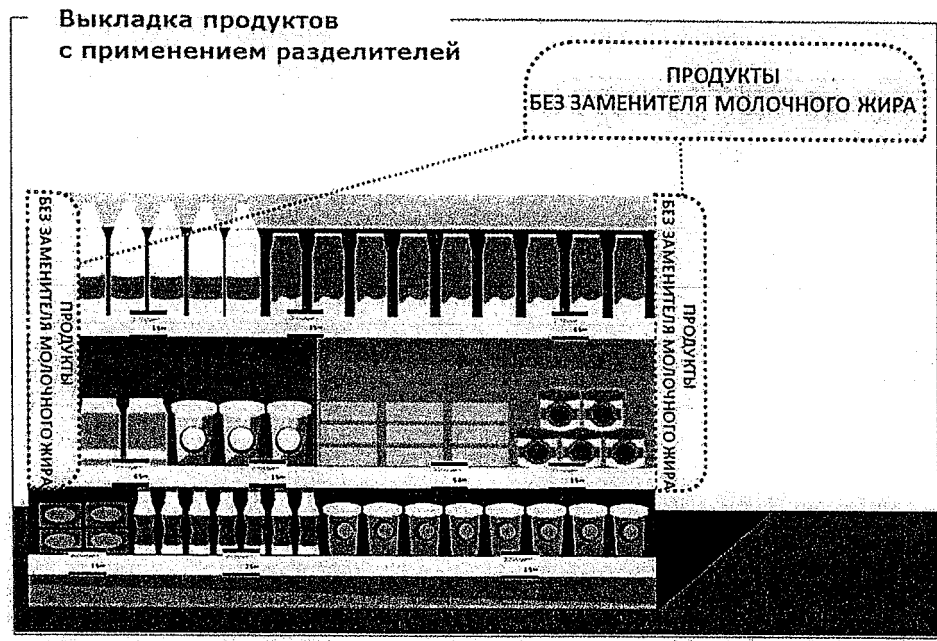 Выкладка продуктов
с применением разделителей
ПРОДУКТЫ
БЕЗ ЗАМЕНИТЕЛЯ МОЛОЧНОГО ЖИРА
ПРОДУКТЫ
БЕЗ ЗАМЕНИТЕЛЯ МОЛОЧНОГО ЖИРА
ПРОДУКТЫ
БЕЗ ЗАМЕНИТЕЛЯ МОЛОЧНОГО ЖИРА